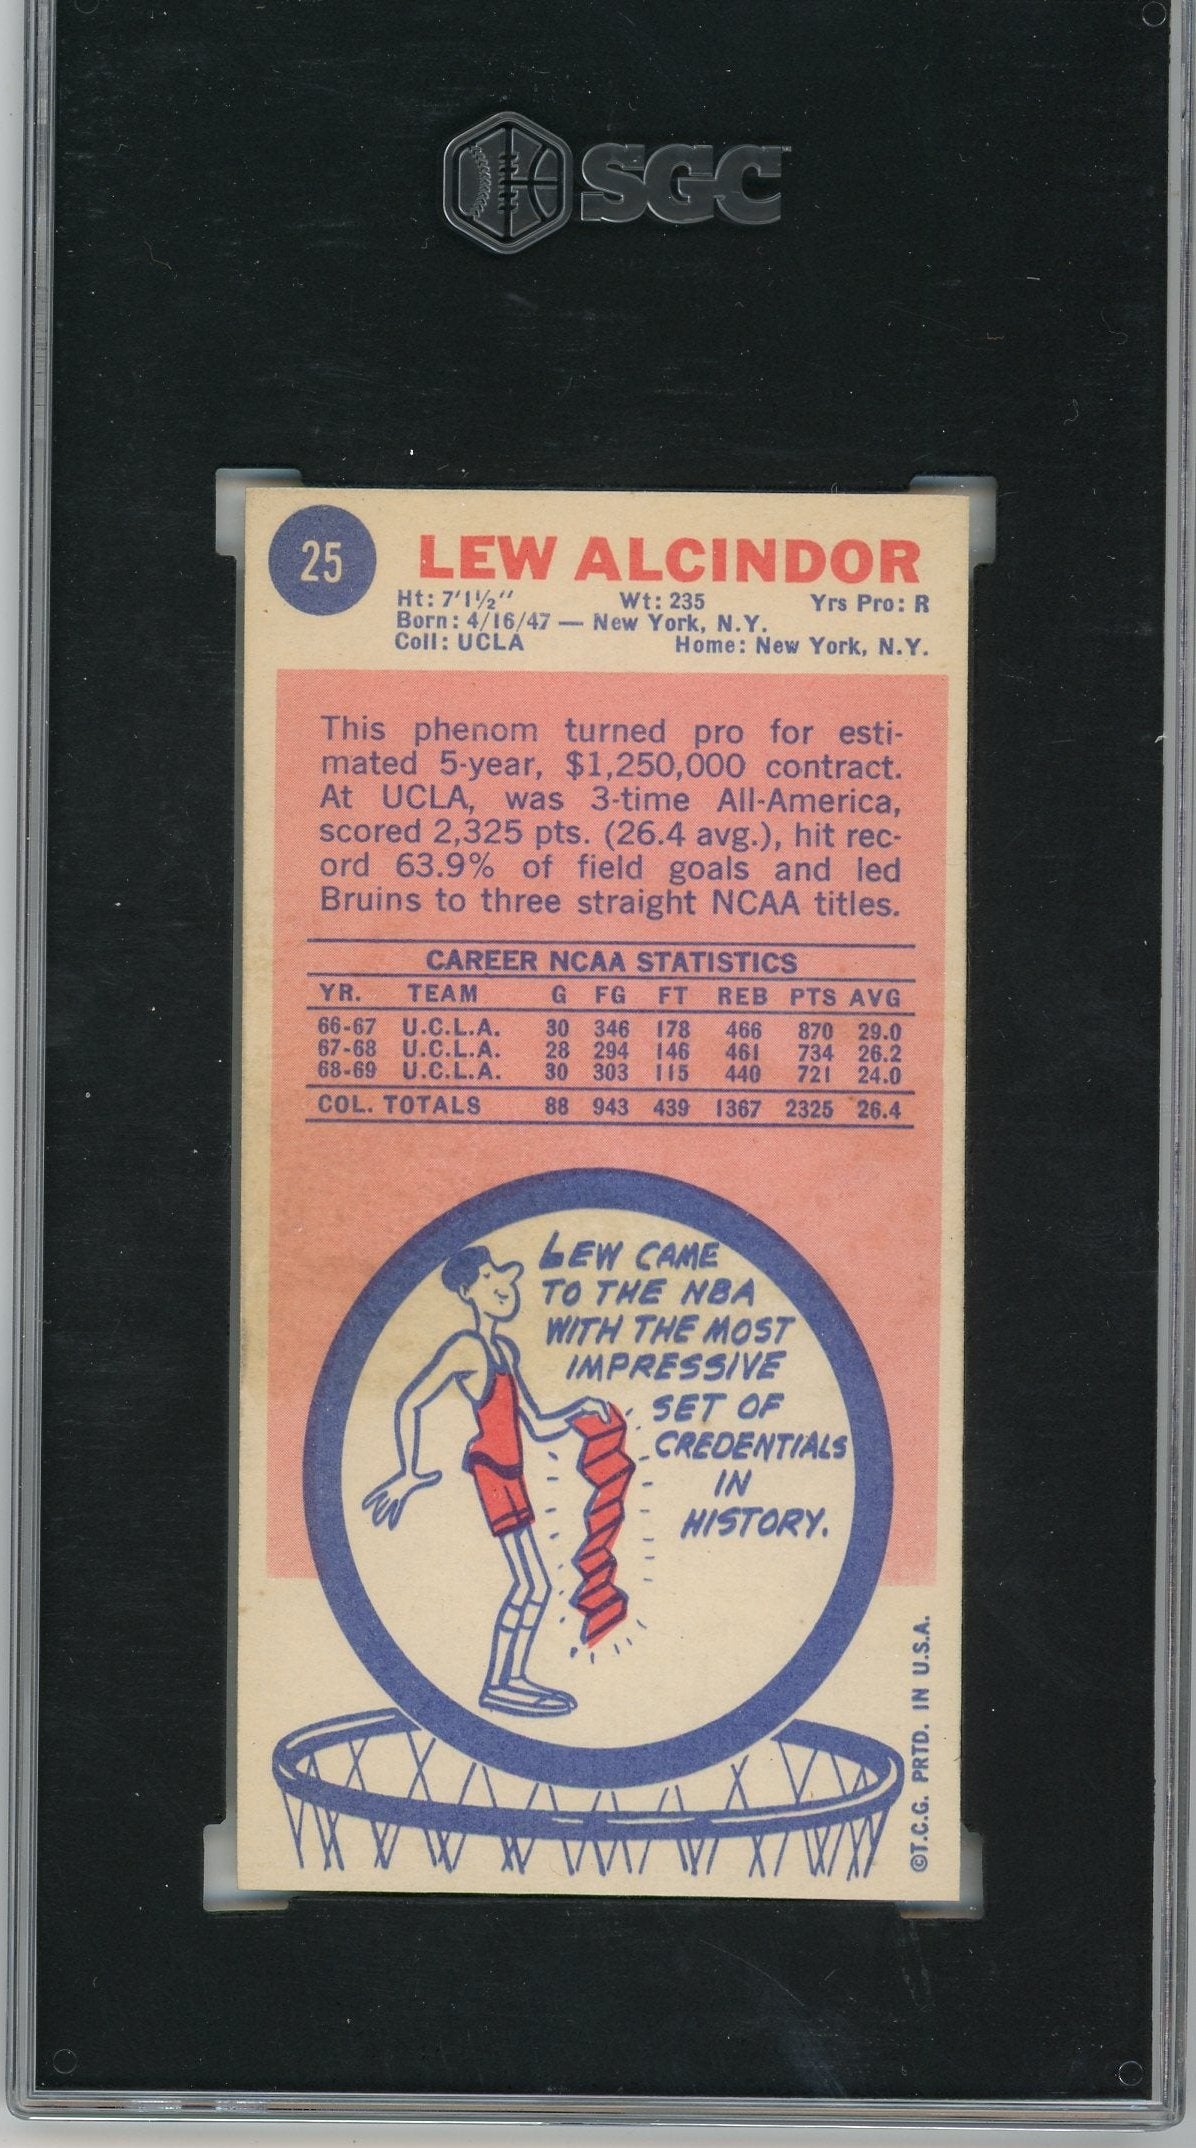 SGC
25
LEW ALCINDOR
Ht: 7'1½" Wt: 235 Yrs Pro: R
Born: 4/16/47 — New York, N.Y.
Coll: UCLA Home: New York, N.Y.
This phenom turned pro for esti-
mated 5-year, $1,250,000 contract.
At UCLA, was 3-time All-America,
scored 2,325 pts. (26.4 avg.), hit rec-
ord 63.9% of field goals and led
Bruins to three straight NCAA titles.
CAREER NCAA STATISTICS
YR. TEAM G FG FT REB PTS AVG
66-67 U.C.L.A. 30 346 178 466 870 29.0
67-68 U.C.L.A. 28 294 146 461 734 26.2
68-69 U.C.L.A. 30 303 115 440 721 24.0
COL. TOTALS 88 943 439 1367 2325 26.4
LEW CAME
TO THE NBA
WITH THE MOST
IMPRESSIVE
SET OF
CREDENTIALS
IN
HISTORY.
©T.C.G. PRTD. IN U.S.A.